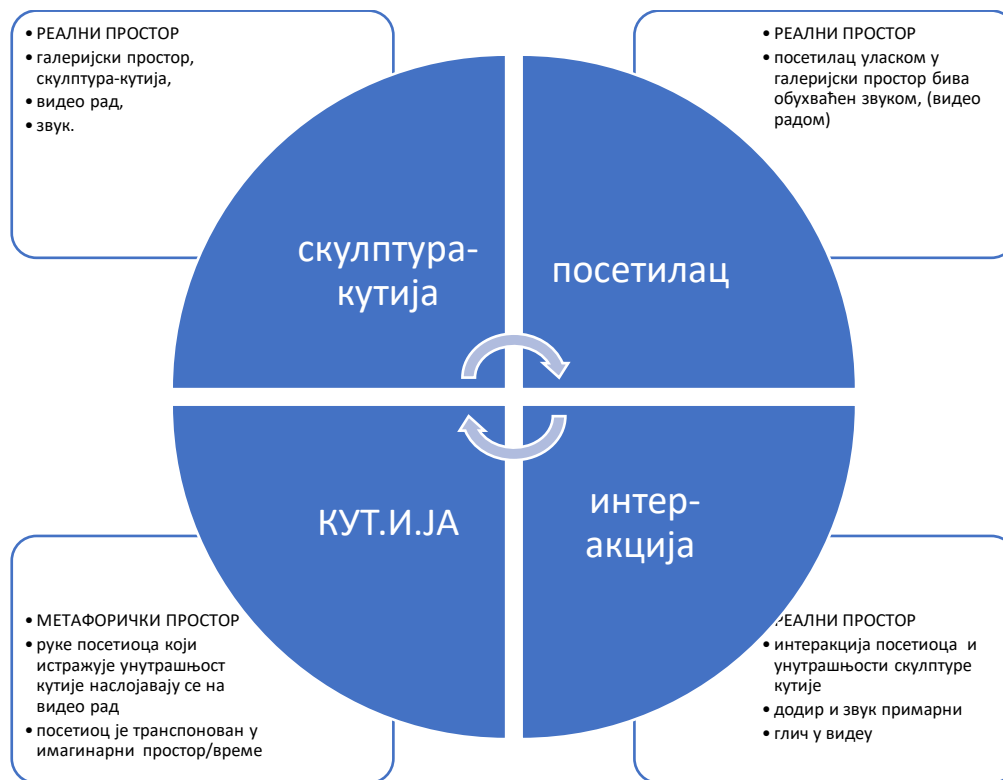 • РЕАЛНИ ПРОСТОР
• галеријски простор,
скулптура-кутија,
• видео рад,
• звук.
• РЕАЛНИ ПРОСТОР
• посетилац уласком у
галеријски простор бива
обухваћен звуком, (видео
радом)
скулптура-
кутија
посетилац
КУТ.И.ЈА
интер-
акција
• МЕТАФОРИЧКИ ПРОСТОР
• руке посетиоца који
истражује унутрашњост
кутије наслојавају се на
видео рад
• посетиоц је транспонован у
имагинарни простор/време
• РЕАЛНИ ПРОСТОР
• интеракција посетиоца и
унутрашњости скулптуре
кутије
• додир и звук примарни
• глич у видеу